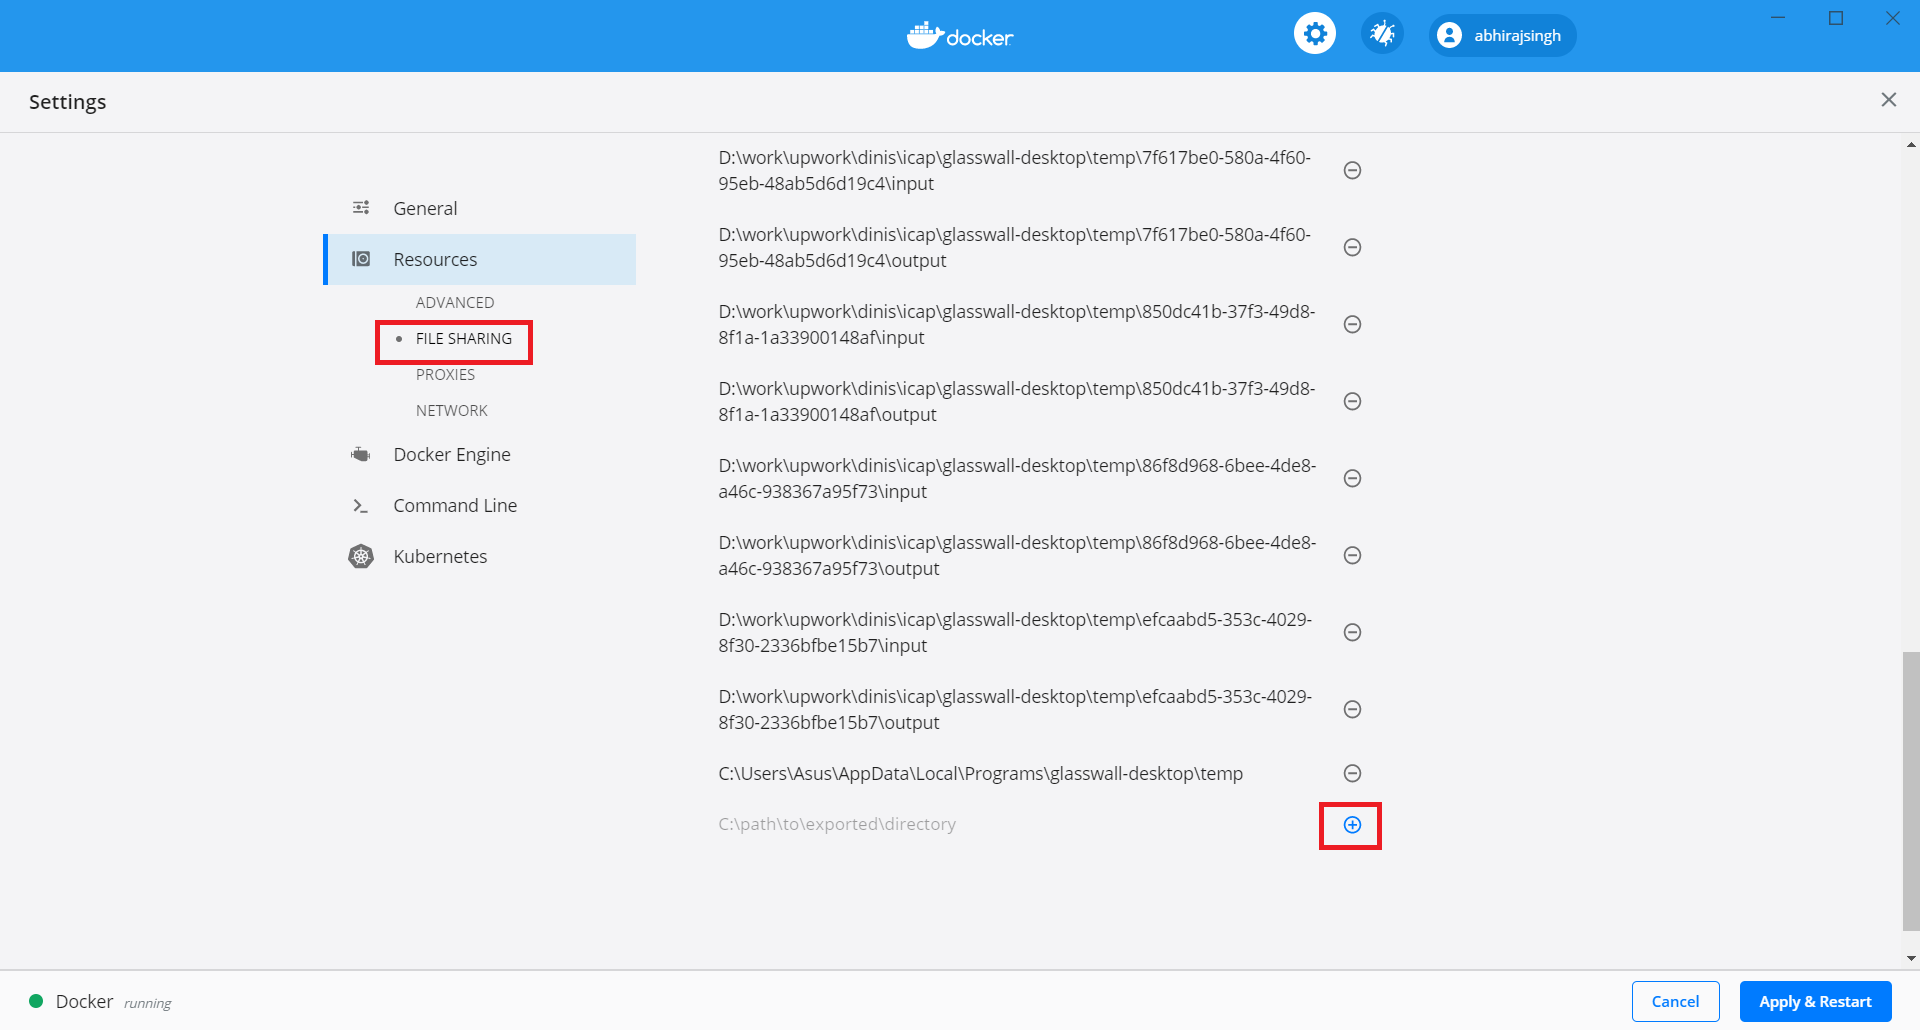 docker
abhirajsingh
Settings
General
Resources
ADVANCED
FILE SHARING
PROXIES
NETWORK
Docker Engine
Command Line
Kubernetes
D:\work\upwork\dinis\icap\glasswall-desktop\temp\7f617be0-580a-4f60-
95eb-48ab5d6d19c4\input
D:\work\upwork\dinis\icap\glasswall-desktop\temp\7f617be0-580a-4f60-
95eb-48ab5d6d19c4\output
D:\work\upwork\dinis\icap\glasswall-desktop\temp\850dc41b-37f3-49d8-
8f1a-1a33900148af\input
D:\work\upwork\dinis\icap\glasswall-desktop\temp\850dc41b-37f3-49d8-
8f1a-1a33900148af\output
D:\work\upwork\dinis\icap\glasswall-desktop\temp\86f8d968-6bee-4de8-
a46c-938367a95f73\input
D:\work\upwork\dinis\icap\glasswall-desktop\temp\86f8d968-6bee-4de8-
a46c-938367a95f73\output
D:\work\upwork\dinis\icap\glasswall-desktop\temp\efcaabd5-353c-4029-
8f30-2336bfbe15b7\input
D:\work\upwork\dinis\icap\glasswall-desktop\temp\efcaabd5-353c-4029-
8f30-2336bfbe15b7\output
C:\Users\Asus\AppData\Local\Programs\glasswall-desktop\temp
C:\path\to\exported\directory
Docker running
Cancel
Apply & Restart